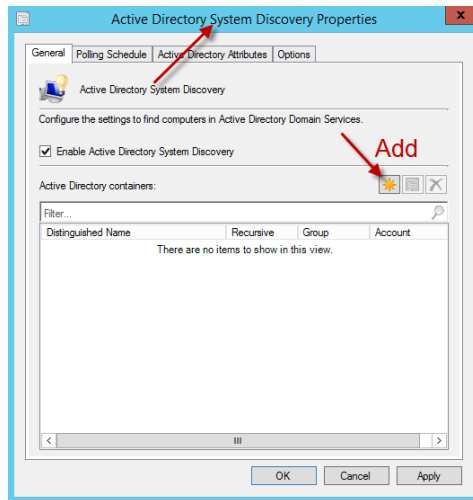 Active Directory System Discovery Properties
x
General Polling Schedule Active Directory Attributes Options
Active Directory System Discovery
Configure the settings to find computers in Active Directory Domain Services.
Enable Active Directory System Discovery
Add
Active Directory containers:
Filter...
Distinguished Name Recursive Group Account
There are no items to show in this view.
OK Cancel Apply